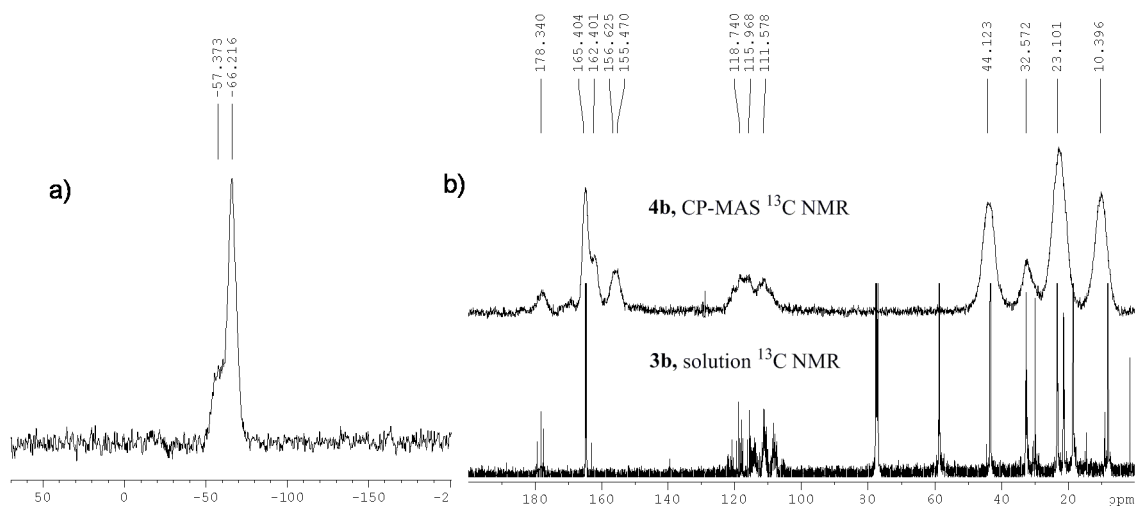 -57.373
-66.216
178.340
165.404
162.401
156.625
155.470
118.740
115.968
111.578
44.123
32.572
23.101
10.396
a)
b)
4b, CP-MAS ¹³C NMR
3b, solution ¹³C NMR
50 0 -50 -100 -150 -2
180 160 140 120 100 80 60 40 20 ppm